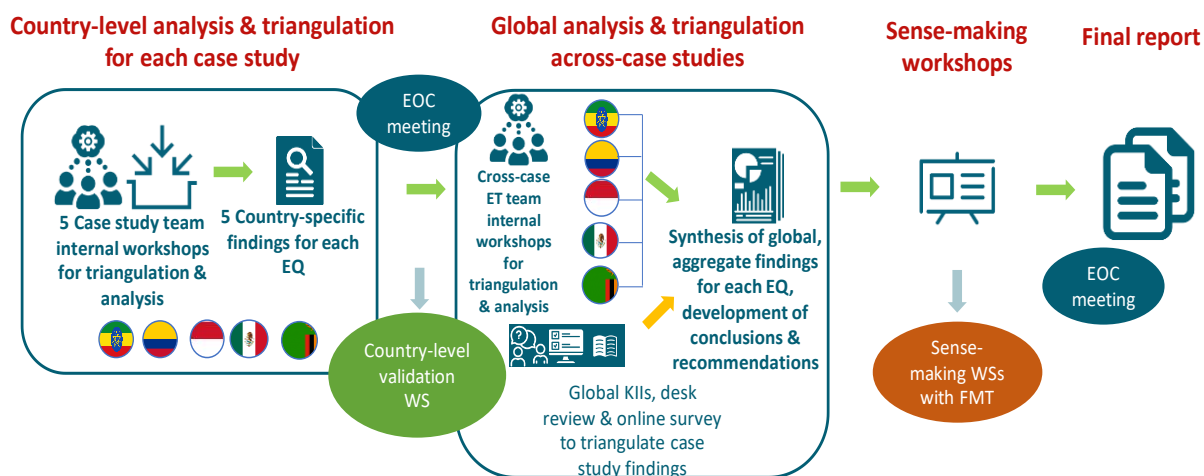 Country-level analysis & triangulation
for each case study
Global analysis & triangulation
across-case studies
Sense-making
workshops
Final report
EOC
meeting
5 Case study team
internal workshops
for triangulation &
analysis
5 Country-specific
findings for each
EQ
Country-level
validation
WS
Cross-case
ET team
internal
workshops
for
triangulation
& analysis
Synthesis of global,
aggregate findings
for each EQ,
development of
conclusions &
recommendations
Global KIIs, desk
review & online survey
to triangulate case
study findings
Sense-
making WSs
with FMT
EOC
meeting